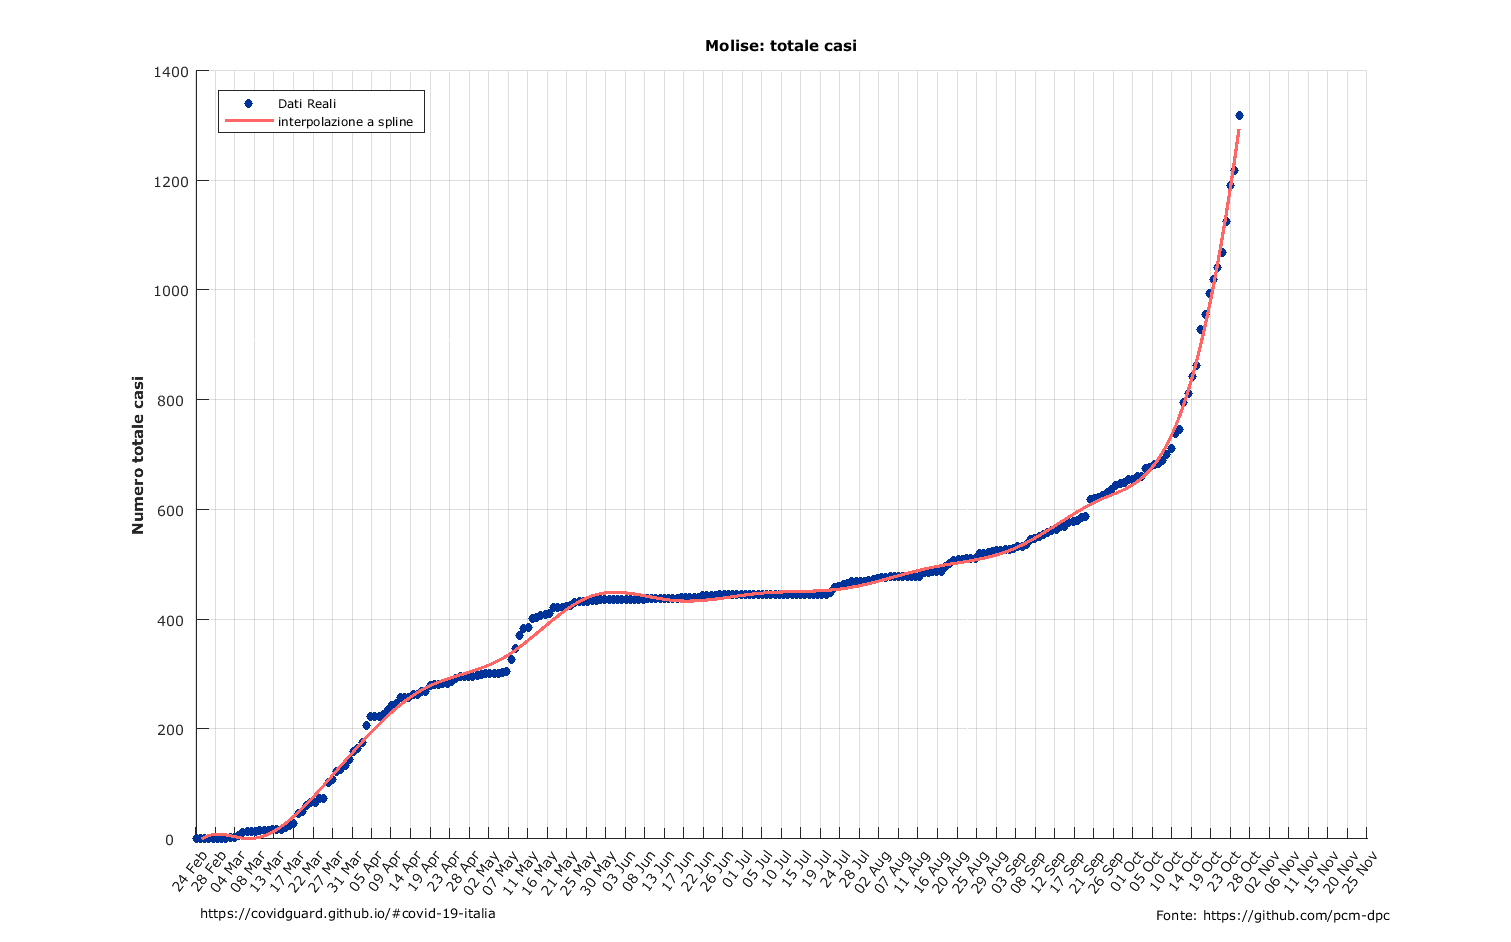 Molise: totale casi
1400
1200
1000
800
600
400
200
0
Numero totale casi
Dati Reali
interpolazione a spline
24 Feb
28 Feb
04 Mar
08 Mar
13 Mar
17 Mar
22 Mar
27 Mar
31 Mar
05 Apr
09 Apr
14 Apr
19 Apr
23 Apr
28 Apr
02 May
07 May
11 May
16 May
21 May
25 May
30 May
03 Jun
08 Jun
13 Jun
17 Jun
22 Jun
26 Jun
01 Jul
05 Jul
10 Jul
15 Jul
19 Jul
24 Jul
28 Jul
02 Aug
07 Aug
11 Aug
16 Aug
20 Aug
25 Aug
29 Aug
03 Sep
08 Sep
12 Sep
17 Sep
21 Sep
26 Sep
01 Oct
05 Oct
10 Oct
14 Oct
19 Oct
23 Oct
28 Oct
02 Nov
06 Nov
11 Nov
15 Nov
20 Nov
25 Nov
https://covidguard.github.io/#covid-19-italia
Fonte: https://github.com/pcm-dpc